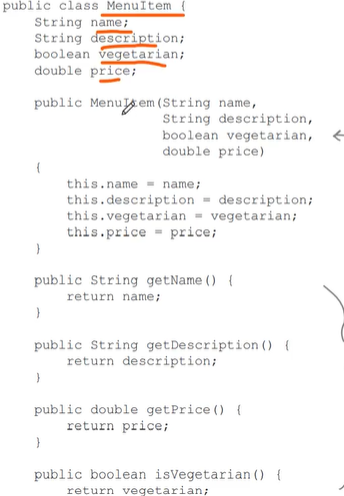 public class MenuItem {
String name;
String description;
boolean vegetarian;
double price;
public MenuItem(String name,
String description,
boolean vegetarian,
double price)
{
this.name = name;
this.description = description;
this.vegetarian = vegetarian;
this.price = price;
}
public String getName() {
return name;
}
public String getDescription() {
return description;
}
public double getPrice() {
return price;
}
public boolean isVegetarian() {
return vegetarian;